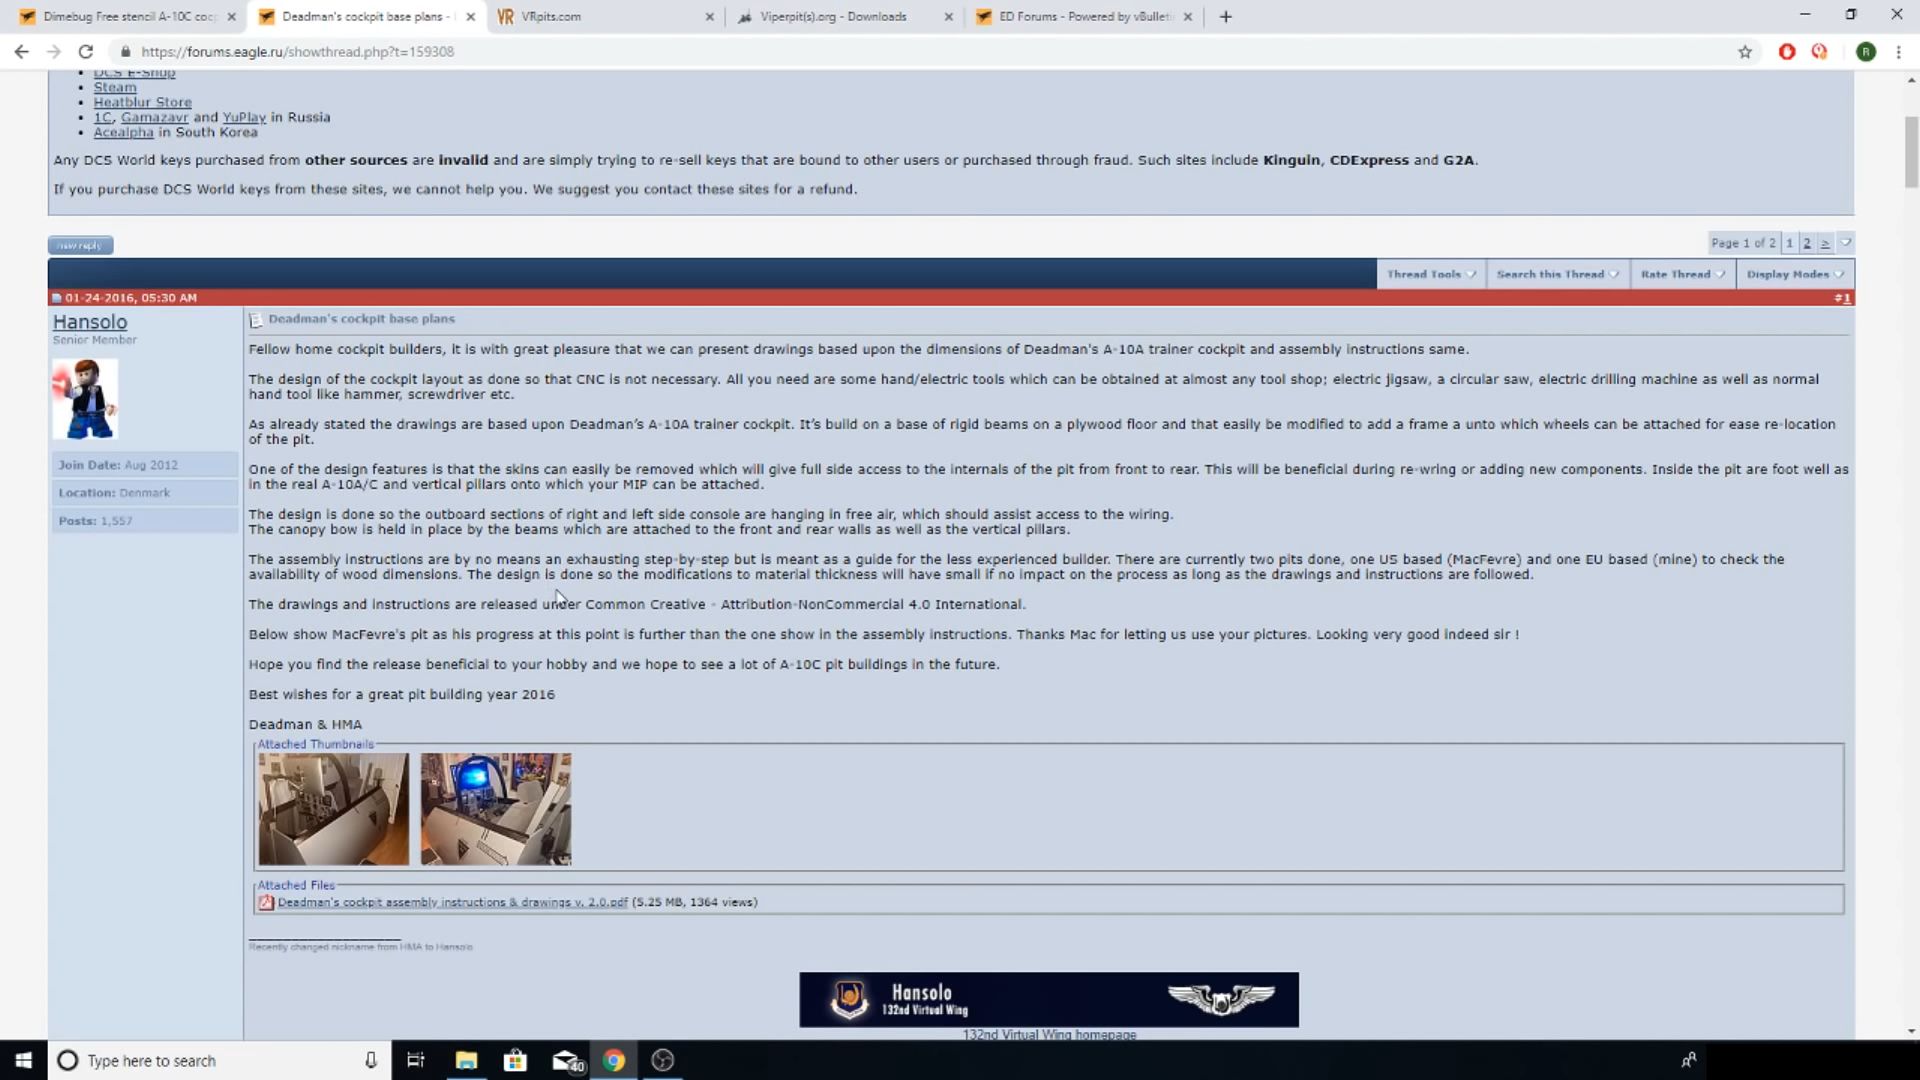 Dimebug Free stencil A-10C coc
Deadman's cockpit base plans -
VR VRpits.com
Viperpit(s).org - Downloads
ED Forums - Powered by vBulleti
https://forums.eagle.ru/showthread.php?t=159308
R
DCS E-Shop
Steam
Heatblur Store
1C, Gamazavr and YuPlay in Russia
Acealpha in South Korea
Any DCS World keys purchased from other sources are invalid and are simply trying to re-sell keys that are bound to other users or purchased through fraud. Such sites include Kinguin, CDExpress and G2A.
If you purchase DCS World keys from these sites, we cannot help you. We suggest you contact these sites for a refund.
new reply
Page 1 of 2 1 2 >
Thread Tools Search this Thread Rate Thread Display Modes
01-24-2016, 05:30 AM
#1
Hansolo
Senior Member
Join Date: Aug 2012
Location: Denmark
Posts: 1,557
Deadman's cockpit base plans
Fellow home cockpit builders, it is with great pleasure that we can present drawings based upon the dimensions of Deadman's A-10A trainer cockpit and assembly instructions same.
The design of the cockpit layout as done so that CNC is not necessary. All you need are some hand/electric tools which can be obtained at almost any tool shop; electric jigsaw, a circular saw, electric drilling machine as well as normal
hand tool like hammer, screwdriver etc.
As already stated the drawings are based upon Deadman's A-10A trainer cockpit. It's build on a base of rigid beams on a plywood floor and that easily be modified to add a frame a unto which wheels can be attached for ease re-location
of the pit.
One of the design features is that the skins can easily be removed which will give full side access to the internals of the pit from front to rear. This will be beneficial during re-wring or adding new components. Inside the pit are foot well as
in the real A-10A/C and vertical pillars onto which your MIP can be attached.
The design is done so the outboard sections of right and left side console are hanging in free air, which should assist access to the wiring.
The canopy bow is held in place by the beams which are attached to the front and rear walls as well as the vertical pillars.
The assembly instructions are by no means an exhausting step-by-step but is meant as a guide for the less experienced builder. There are currently two pits done, one US based (MacFevre) and one EU based (mine) to check the
availability of wood dimensions. The design is done so the modifications to material thickness will have small if no impact on the process as long as the drawings and instructions are followed.
The drawings and instructions are released under Common Creative - Attribution-NonCommercial 4.0 International.
Below show MacFevre's pit as his progress at this point is further than the one show in the assembly instructions. Thanks Mac for letting us use your pictures. Looking very good indeed sir !
Hope you find the release beneficial to your hobby and we hope to see a lot of A-10C pit buildings in the future.
Best wishes for a great pit building year 2016
Deadman & HMA
Attached Thumbnails
Attached Files
Deadman's cockpit assembly instructions & drawings v. 2.0.pdf (5.25 MB, 1364 views)
Recently changed nickname from HMA to Hansolo
Hansolo
132nd Virtual Wing
132nd Virtual Wing homepage
Type here to search
40